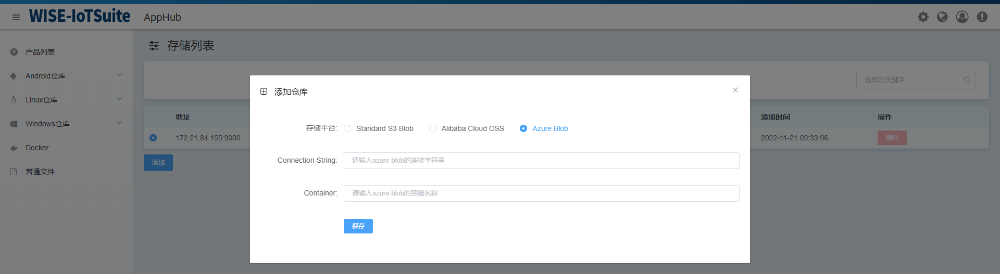 WISE-IoTSuite AppHub
存储列表
产品列表
Android仓库
Linux仓库
Windows仓库
Docker
普通文件
仓库的关键字
地址 添加时间 操作
172.21.84.155:9000 2022-11-21 09:33:06 删除
添加
添加仓库
存储平台: Standard S3 Blob Alibaba Cloud OSS Azure Blob
Connection String: 请输入azure blob的连接字符串
Container: 请输入azure blob的容器名称
保存